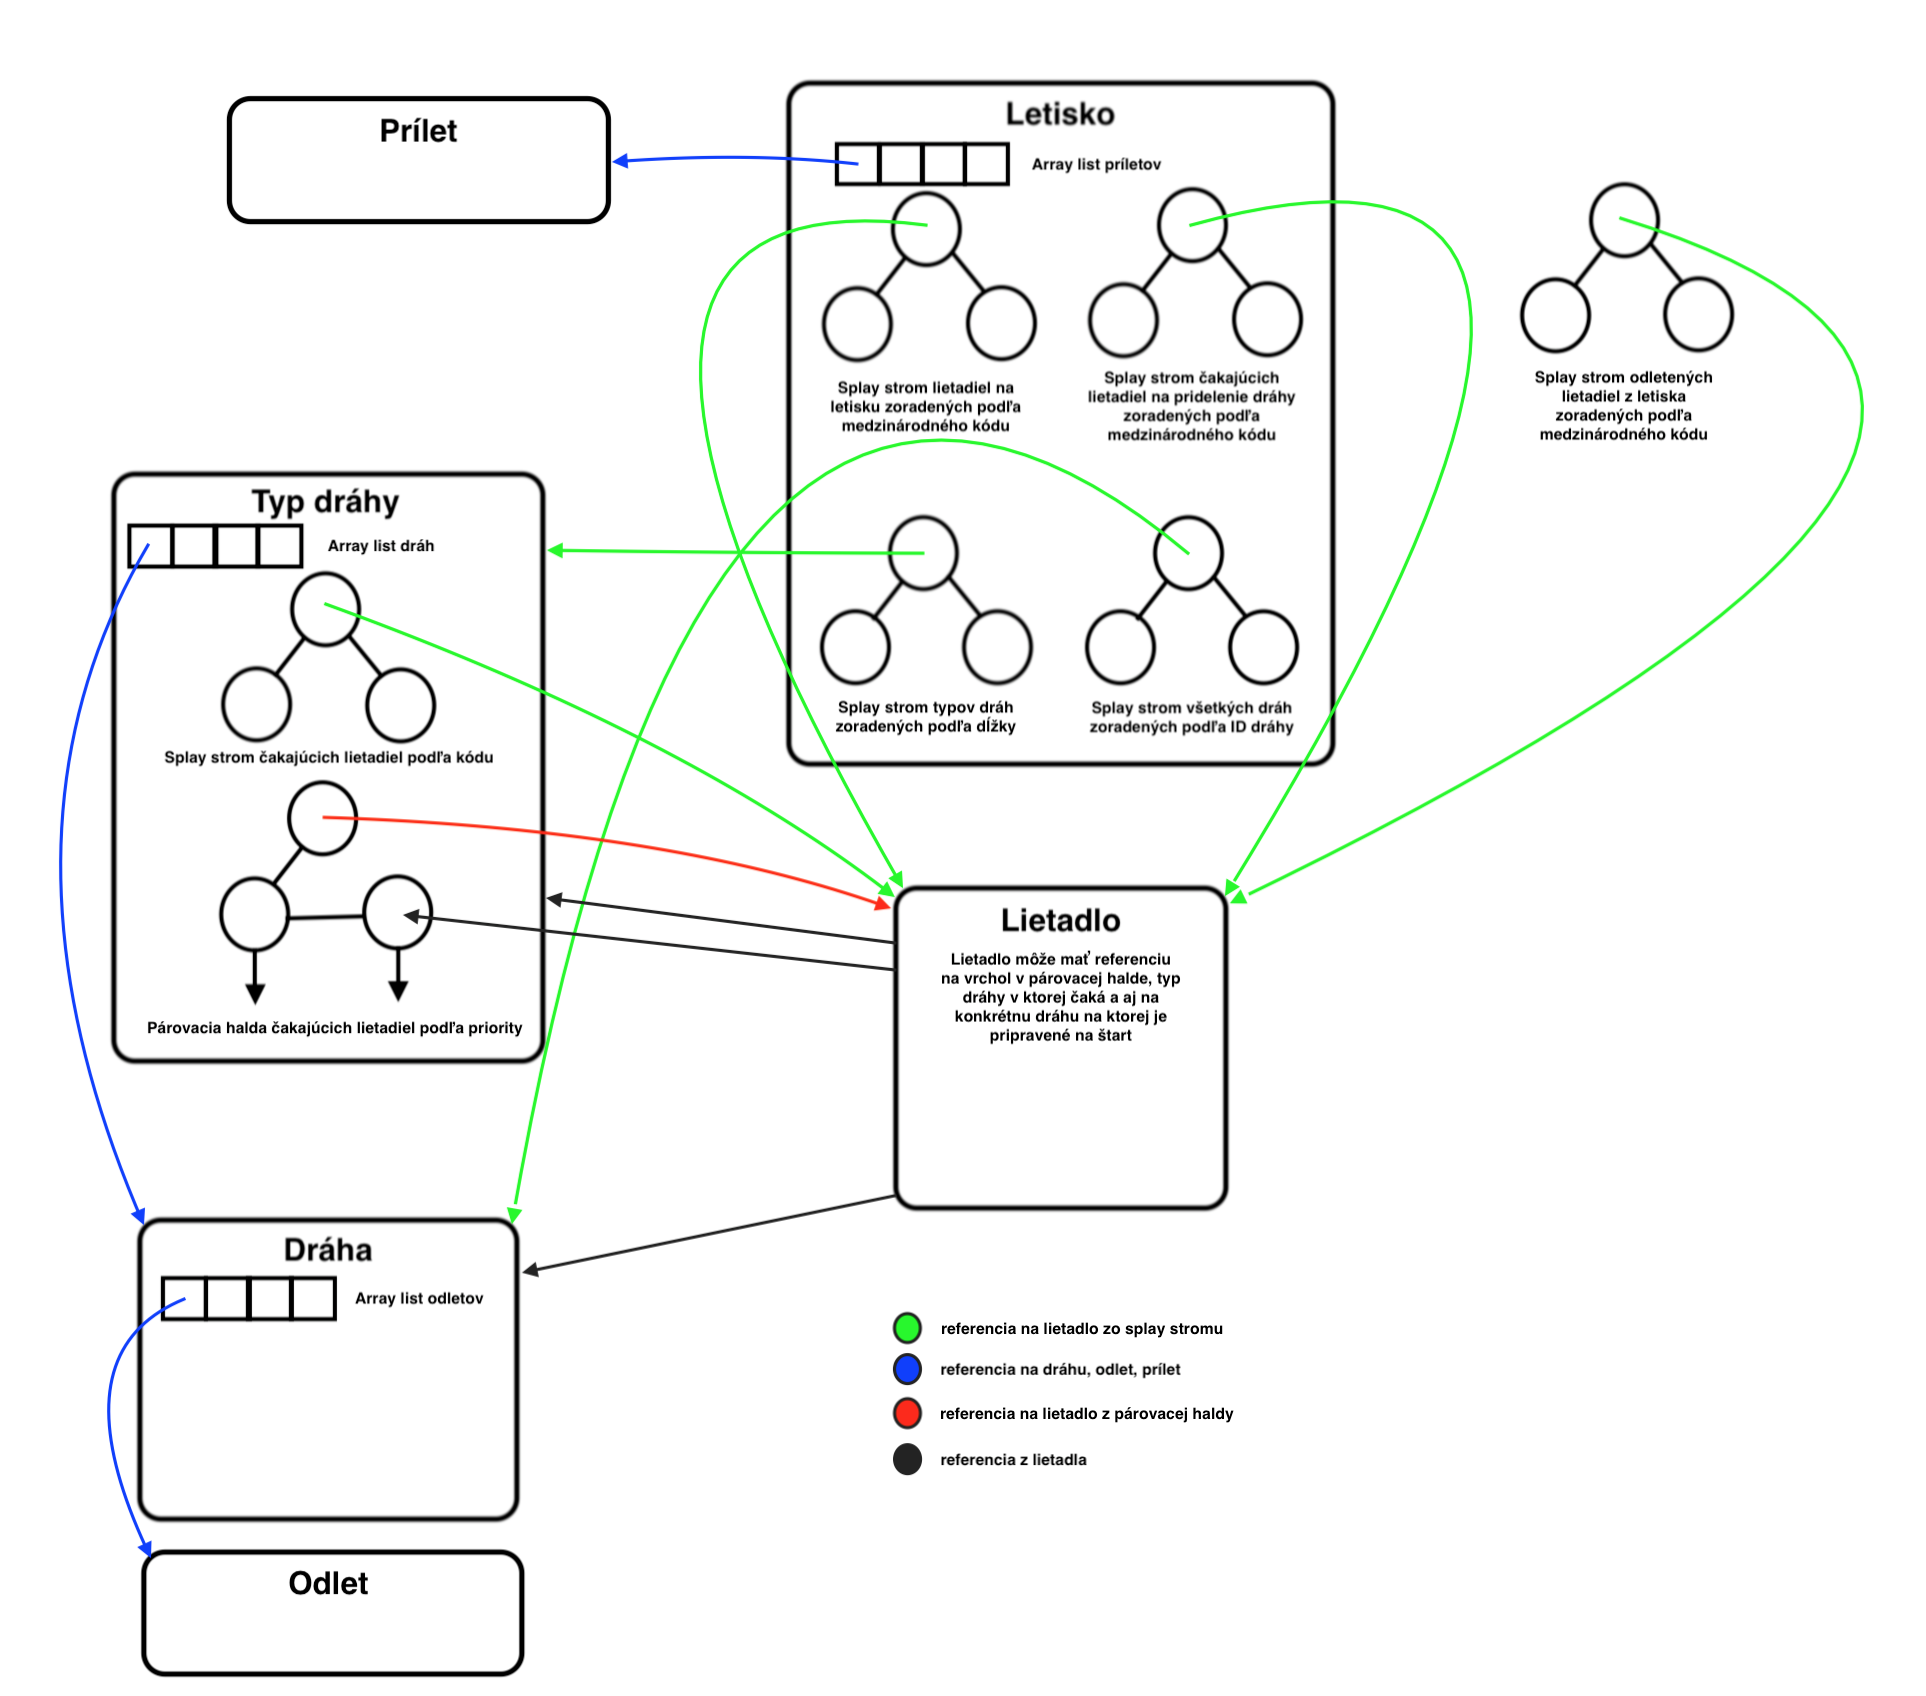 Prílet
Letisko
Array list príletov
Splay strom lietadiel na
letisku zoradených podľa
medzinárodného kódu
Splay strom čakajúcich
lietadiel na pridelenie dráhy
zoradených podľa
medzinárodného kódu
Splay strom odletených
lietadiel z letiska
zoradených podľa
medzinárodného kódu
Splay strom typov dráh
zoradených podľa dĺžky
Splay strom všetkých dráh
zoradených podľa ID dráhy
Typ dráhy
Array list dráh
Splay strom čakajúcich lietadiel podľa kódu
Párovacia halda čakajúcich lietadiel podľa priority
Lietadlo
Lietadlo môže mať referenciu
na vrchol v párovacej halde, typ
dráhy v ktorej čaká a aj na
konkrétnu dráhu na ktorej je
pripravené na štart
Dráha
Array list odletov
Odlet
referencia na lietadlo zo splay stromu
referencia na dráhu, odlet, prílet
referencia na lietadlo z párovacej haldy
referencia z lietadla